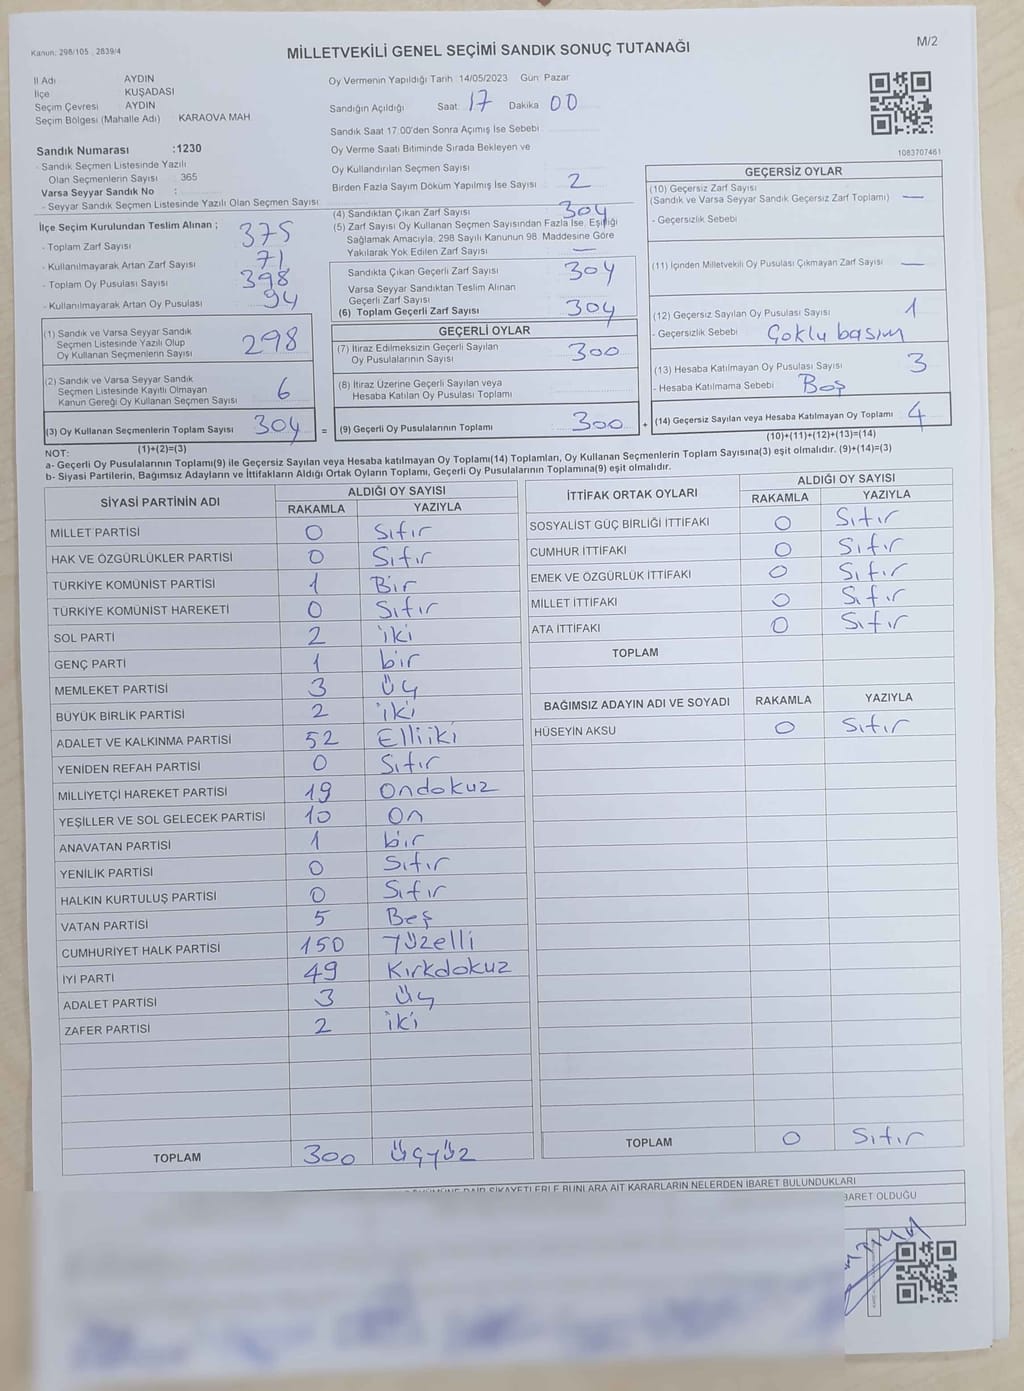 Kanun: 298/105 , 2839/4
MİLLETVEKİLİ GENEL SEÇİMİ SANDIK SONUÇ TUTANAĞI
M/2
İl Adı AYDIN
İlçe KUŞADASI
Seçim Çevresi AYDIN
Seçim Bölgesi (Mahalle Adı) KARAOVA MAH
Sandık Numarası :1230
- Sandık Seçmen Listesinde Yazılı
Olan Seçmenlerin Sayısı 365
Varsa Seyyar Sandık No :
- Seyyar Sandık Seçmen Listesinde Yazılı Olan Seçmen Sayısı
Oy Vermenin Yapıldığı Tarih 14/05/2023 Gün: Pazar
Sandığın Açıldığı Saat: 17 Dakika 00
Sandık Saat 17.00'den Sonra Açımış İse Sebebi
Oy Verme Saati Bitiminde Sırada Bekleyen ve
Oy Kullandırılan Seçmen Sayısı
Birden Fazla Sayım Döküm Yapılmış İse Sayısı 2
1083707461
İlçe Seçim Kurulundan Teslim Alınan ;
- Toplam Zarf Sayısı 375
- Kullanılmayarak Artan Zarf Sayısı 71
- Toplam Oy Pusulası Sayısı 398
- Kullanılmayarak Artan Oy Pusulası 94
(1) Sandık ve Varsa Seyyar Sandık
Seçmen Listesinde Yazılı Olup
Oy Kullanan Seçmenlerin Sayısı 298
(2) Sandık ve Varsa Seyyar Sandık
Seçmen Listesinde Kayıtlı Olmayan
Kanun Gereği Oy Kullanan Seçmen Sayısı 6
(3) Oy Kullanan Seçmenlerin Toplam Sayısı 304 =
(4) Sandıktan Çıkan Zarf Sayısı 304
(5) Zarf Sayısı Oy Kullanan Seçmen Sayısından Fazla İse, Eşitliği
Sağlamak Amacıyla, 298 Sayılı Kanunun 98. Maddesine Göre
Yakılarak Yok Edilen Zarf Sayısı —
Sandıkta Çıkan Geçerli Zarf Sayısı 304
Varsa Seyyar Sandıktan Teslim Alınan
Geçerli Zarf Sayısı
(6) Toplam Geçerli Zarf Sayısı 304
GEÇERLİ OYLAR
(7) İtiraz Edilmeksizin Geçerli Sayılan
Oy Pusulalarının Sayısı 300
(8) İtiraz Üzerine Geçerli Sayılan veya
Hesaba Katılan Oy Pusulası Toplamı
(9) Geçerli Oy Pusulalarının Toplamı 300 +
GEÇERSİZ OYLAR
(10) Geçersiz Zarf Sayısı
(Sandık ve Varsa Seyyar Sandık Geçersiz Zarf Toplamı) —
- Geçersizlik Sebebi
(11) İçinden Milletvekili Oy Pusulası Çıkmayan Zarf Sayısı —
(12) Geçersiz Sayılan Oy Pusulası Sayısı 1
- Geçersizlik Sebebi Çoklu basım
(13) Hesaba Katılmayan Oy Pusulası Sayısı 3
- Hesaba Katılmama Sebebi Boş
(14) Geçersiz Sayılan veya Hesaba Katılmayan Oy Toplamı 4
NOT: (1)+(2)=(3)
(10)+(11)+(12)+(13)=(14)
a- Geçerli Oy Pusulalarının Toplamı(9) ile Geçersiz Sayılan veya Hesaba katılmayan Oy Toplamı(14) Toplamları, Oy Kullanan Seçmenlerin Toplam Sayısına(3) eşit olmalıdır. (9)+(14)=(3)
b- Siyasi Partilerin, Bağımsız Adayların ve İttifakların Aldığı Ortak Oyların Toplamı, Geçerli Oy Pusulalarının Toplamına(9) eşit olmalıdır.
SİYASİ PARTİNİN ADI ALDIĞI OY SAYISI
RAKAMLA YAZIYLA
MİLLET PARTİSİ 0 Sıfır
HAK VE ÖZGÜRLÜKLER PARTİSİ 0 Sıfır
TÜRKİYE KOMÜNİST PARTİSİ 1 Bir
TÜRKİYE KOMÜNİST HAREKETİ 0 Sıfır
SOL PARTİ 2 iki
GENÇ PARTİ 1 bir
MEMLEKET PARTİSİ 3 üç
BÜYÜK BİRLİK PARTİSİ 2 iki
ADALET VE KALKINMA PARTİSİ 52 Elliiki
YENİDEN REFAH PARTİSİ 0 Sıfır
MİLLİYETÇİ HAREKET PARTİSİ 19 Ondokuz
YEŞİLLER VE SOL GELECEK PARTİSİ 10 On
ANAVATAN PARTİSİ 1 bir
YENİLİK PARTİSİ 0 Sıfır
HALKIN KURTULUŞ PARTİSİ 0 Sıfır
VATAN PARTİSİ 5 Beş
CUMHURİYET HALK PARTİSİ 150 Yüzelli
İYİ PARTİ 49 Kırkdokuz
ADALET PARTİSİ 3 üç
ZAFER PARTİSİ 2 iki
TOPLAM 300 üçyüz
İTTİFAK ORTAK OYLARI ALDIĞI OY SAYISI
RAKAMLA YAZIYLA
SOSYALİST GÜÇ BİRLİĞİ İTTİFAKI 0 Sıfır
CUMHUR İTTİFAKI 0 Sıfır
EMEK VE ÖZGÜRLÜK İTTİFAKI 0 Sıfır
MİLLET İTTİFAKI 0 Sıfır
ATA İTTİFAKI 0 Sıfır
TOPLAM
BAĞIMSIZ ADAYIN ADI VE SOYADI RAKAMLA YAZIYLA
HÜSEYİN AKSU 0 Sıfır
TOPLAM 0 Sıfır
DAİR ŞİKAYETLERLE BUNLARA AİT KARARLARIN NELERDEN İBARET BULUNDUKLARI
BARET OLDUĞU